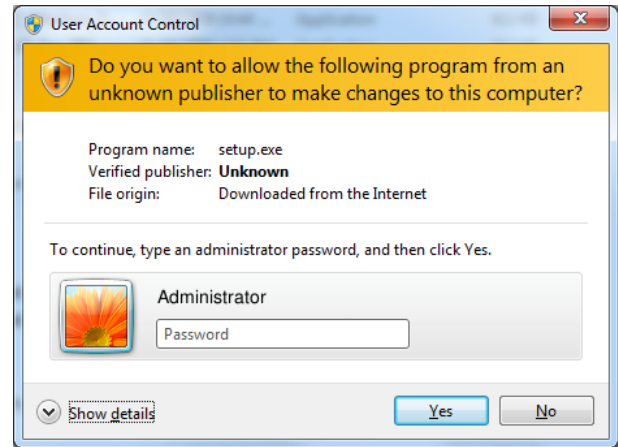 User Account Control
Do you want to allow the following program from an
unknown publisher to make changes to this computer?
Program name: setup.exe
Verified publisher: Unknown
File origin: Downloaded from the Internet
To continue, type an administrator password, and then click Yes.
Administrator
Password
Show details
Yes No